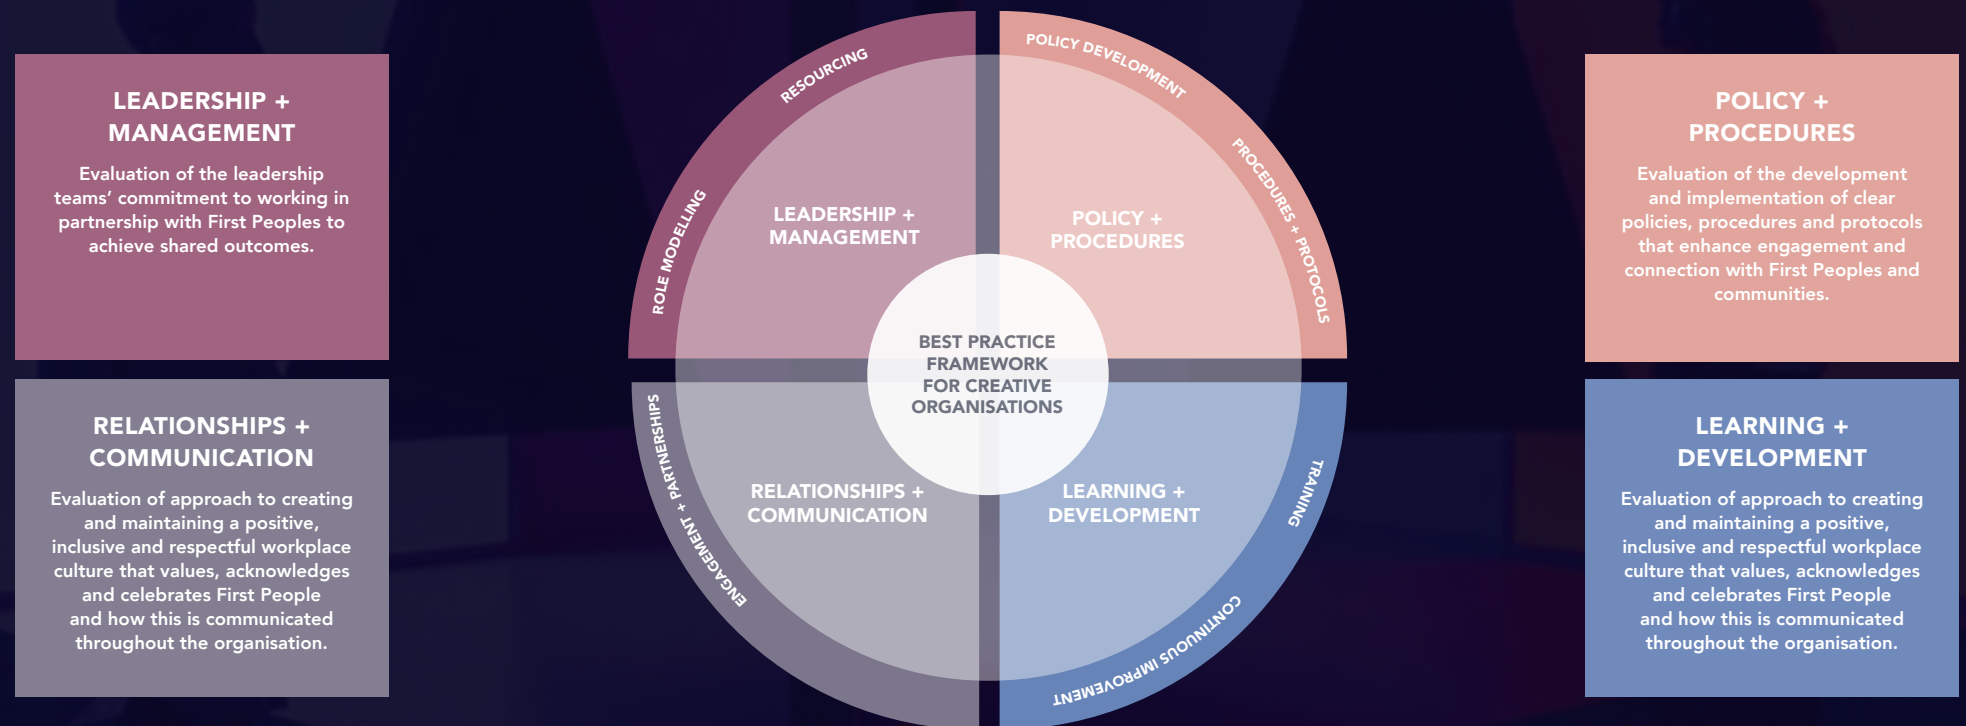 LEADERSHIP +
MANAGEMENT
Evaluation of the leadership
teams’ commitment to working in
partnership with First Peoples to
achieve shared outcomes.
RELATIONSHIPS +
COMMUNICATION
Evaluation of approach to creating
and maintaining a positive,
inclusive and respectful workplace
culture that values, acknowledges
and celebrates First People
and how this is communicated
throughout the organisation.
RESOURCING
ROLE MODELLING
LEADERSHIP +
MANAGEMENT
POLICY DEVELOPMENT
PROCEDURES + PROTOCOLS
POLICY +
PROCEDURES
BEST PRACTICE
FRAMEWORK
FOR CREATIVE
ORGANISATIONS
ENGAGEMENT + PARTNERSHIPS
RELATIONSHIPS +
COMMUNICATION
LEARNING +
DEVELOPMENT
TRAINING
CONTINUOUS IMPROVEMENT
POLICY +
PROCEDURES
Evaluation of the development
and implementation of clear
policies, procedures and protocols
that enhance engagement and
connection with First Peoples and
communities.
LEARNING +
DEVELOPMENT
Evaluation of approach to creating
and maintaining a positive,
inclusive and respectful workplace
culture that values, acknowledges
and celebrates First People
and how this is communicated
throughout the organisation.